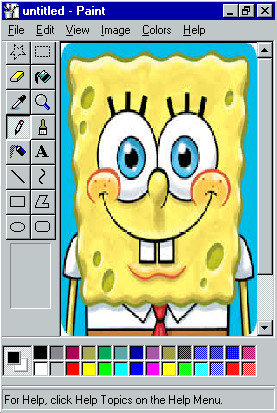 untitled - Paint
File Edit View Image Colors Help
A
For Help, click Help Topics on the Help Menu.